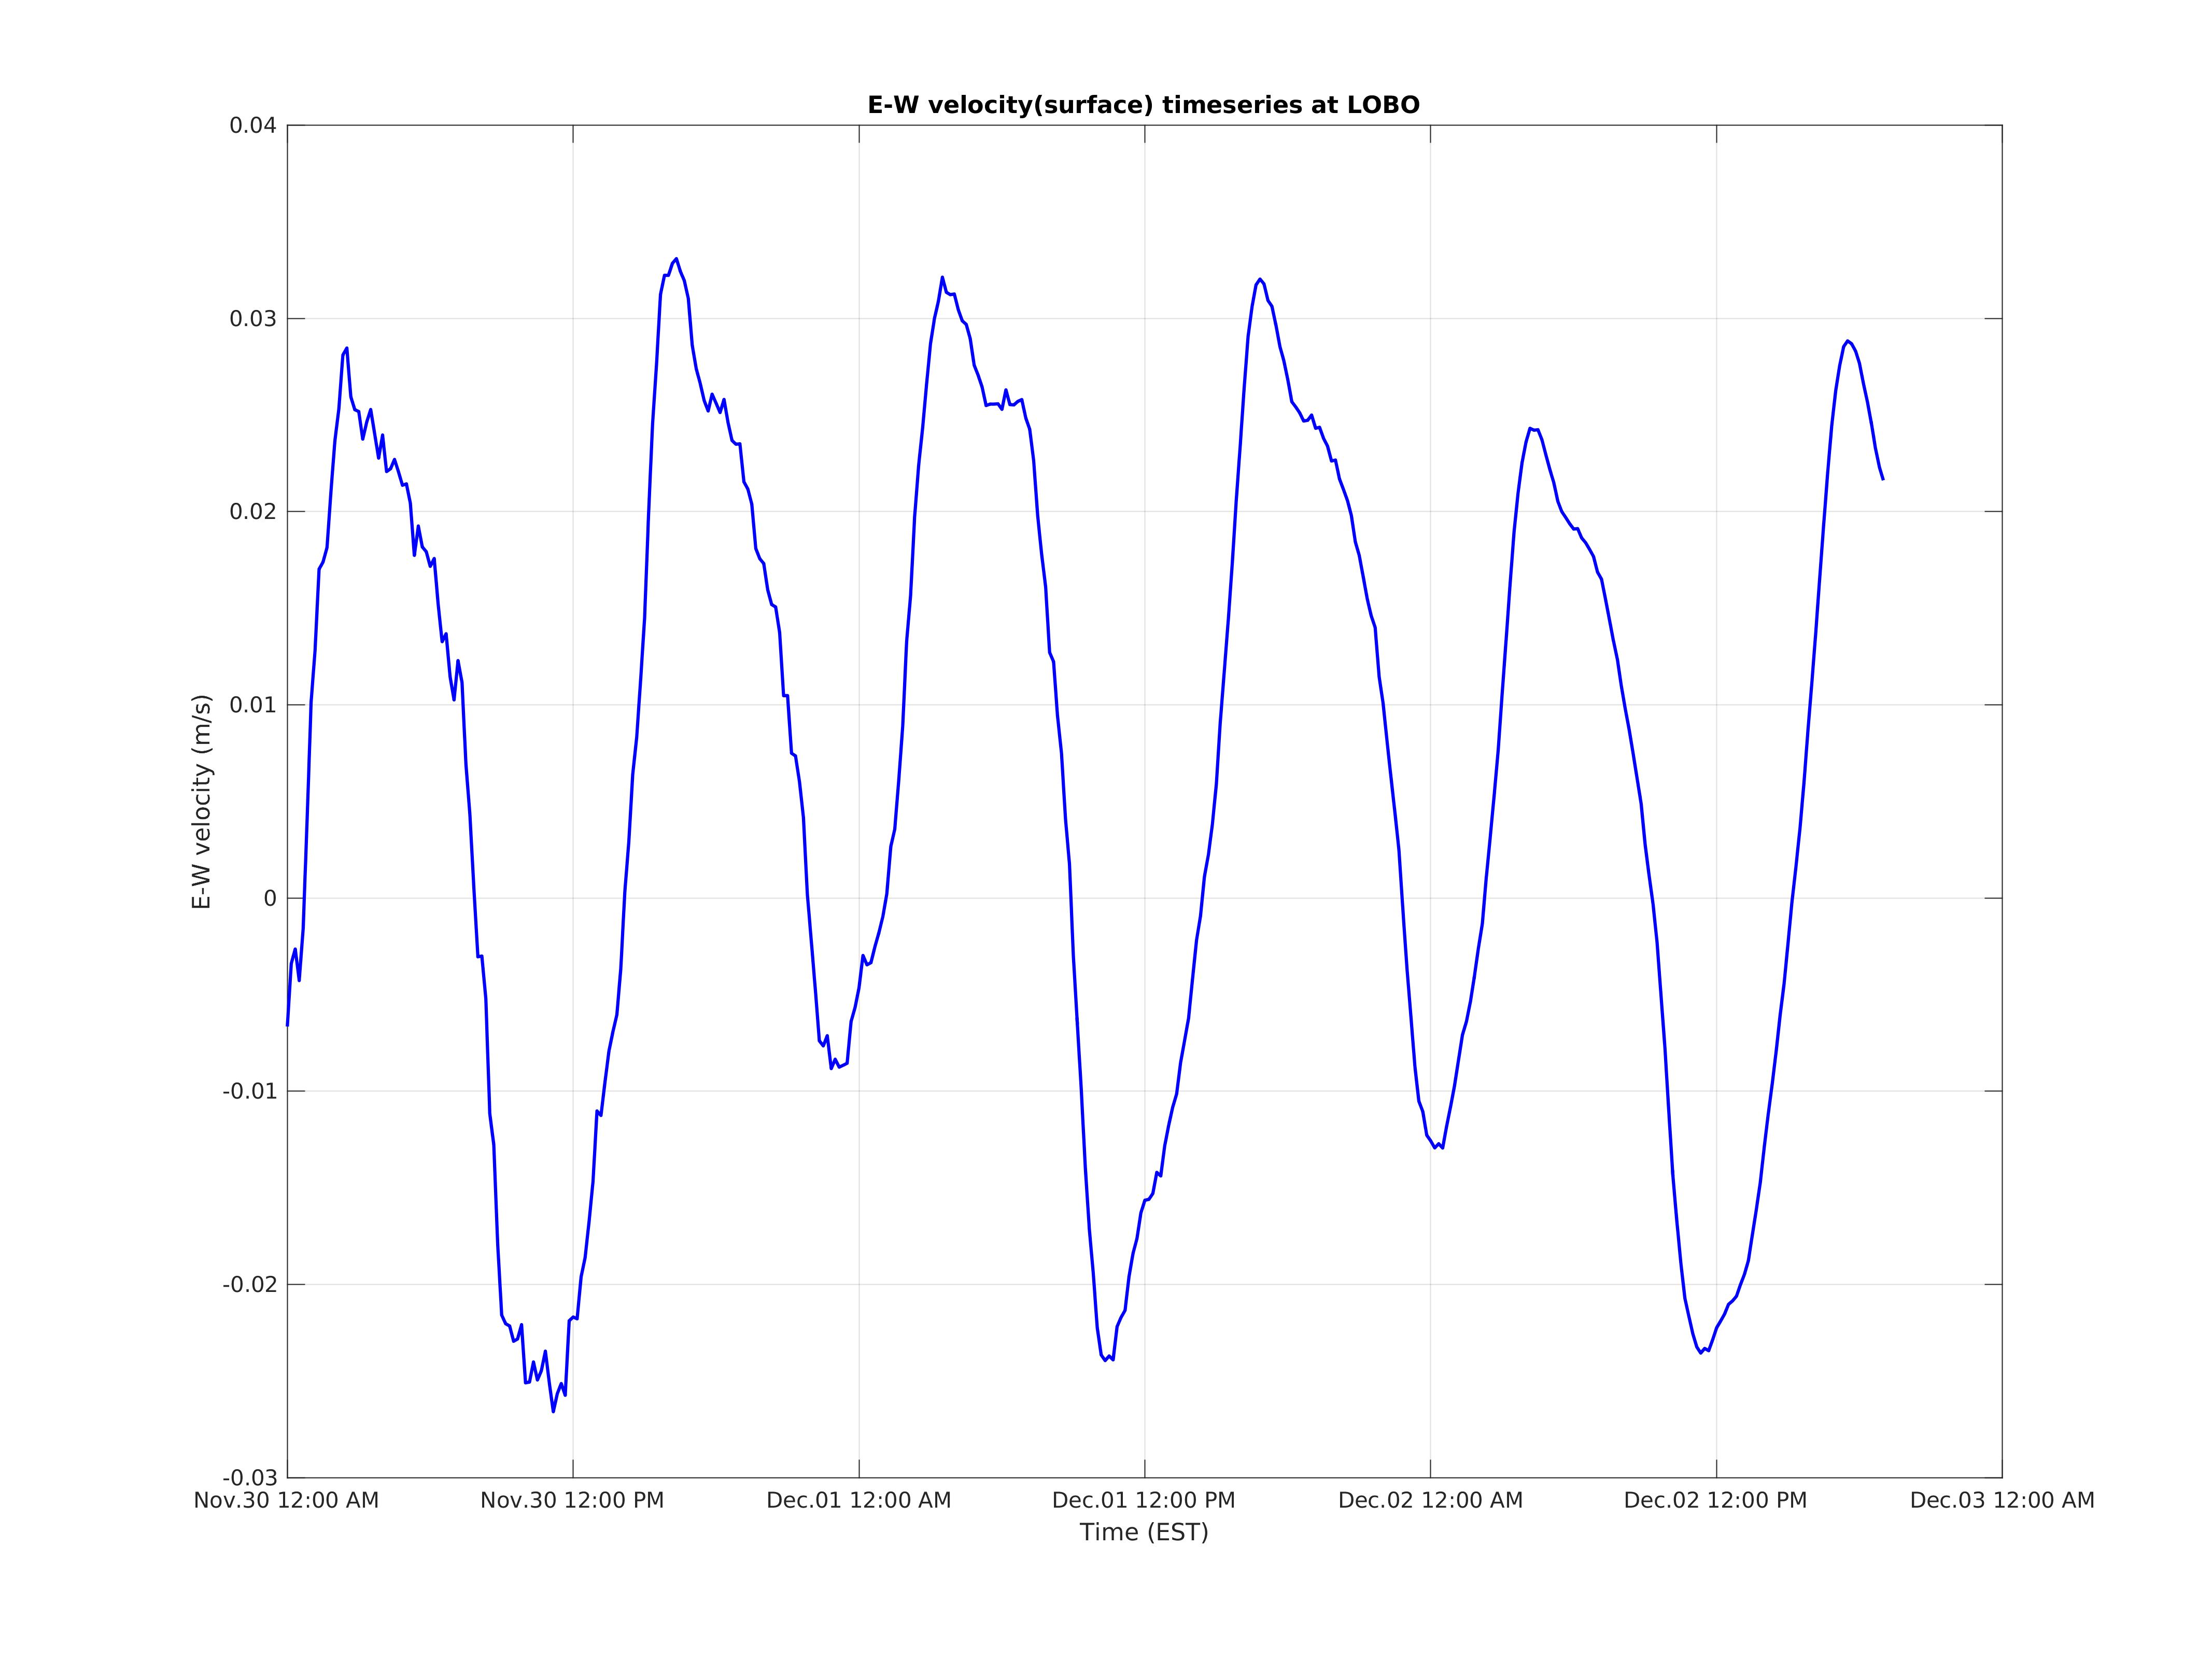 E-W velocity(surface) timeseries at LOBO
0.04
0.03
0.02
0.01
0
-0.01
-0.02
-0.03
E-W velocity (m/s)
Nov.30 12:00 AM
Nov.30 12:00 PM
Dec.01 12:00 AM
Dec.01 12:00 PM
Dec.02 12:00 AM
Dec.02 12:00 PM
Dec.03 12:00 AM
Time (EST)